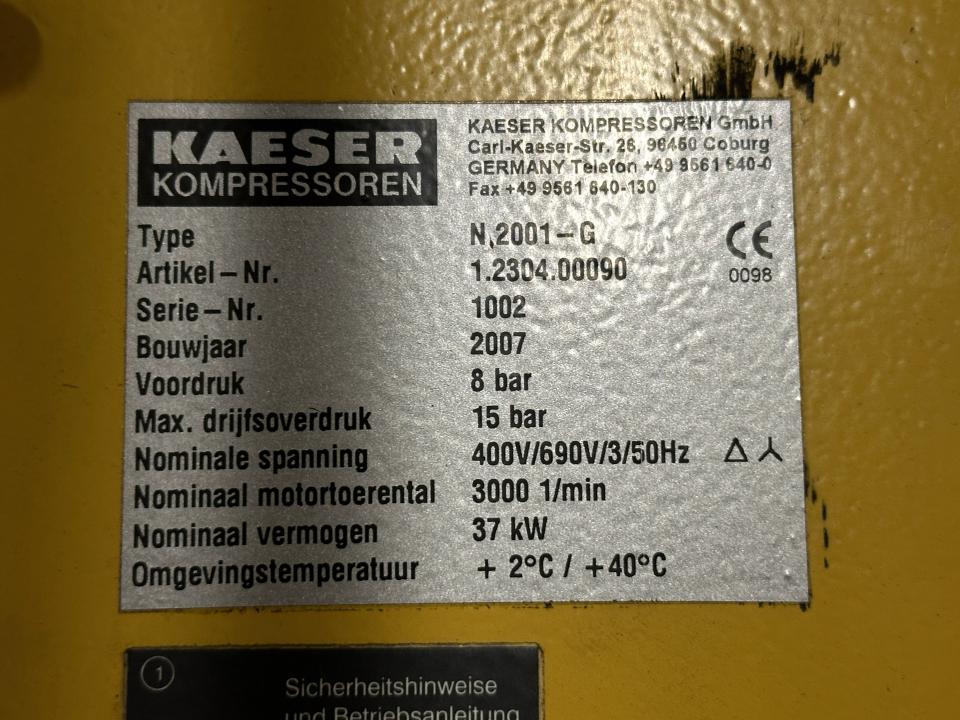 KAESER
KOMPRESSOREN
KAESER KOMPRESSOREN GmbH
Carl-Kaeser-Str. 26, 96450 Coburg
GERMANY Telefon +49 9561 640-0
Fax +49 9561 640-130
Type N,2001-G
CE
Artikel-Nr. 1.2304.00090
0098
Serie-Nr. 1002
Bouwjaar 2007
Voordruk 8 bar
Max. drijfsoverdruk 15 bar
Nominale spanning 400V/690V/3/50Hz
Nominaal motortoerental 3000 1/min
Nominaal vermogen 37 kW
Omgevingstemperatuur + 2°C / +40°C
1
Sicherheitshinweise
und Betriebsanleitung